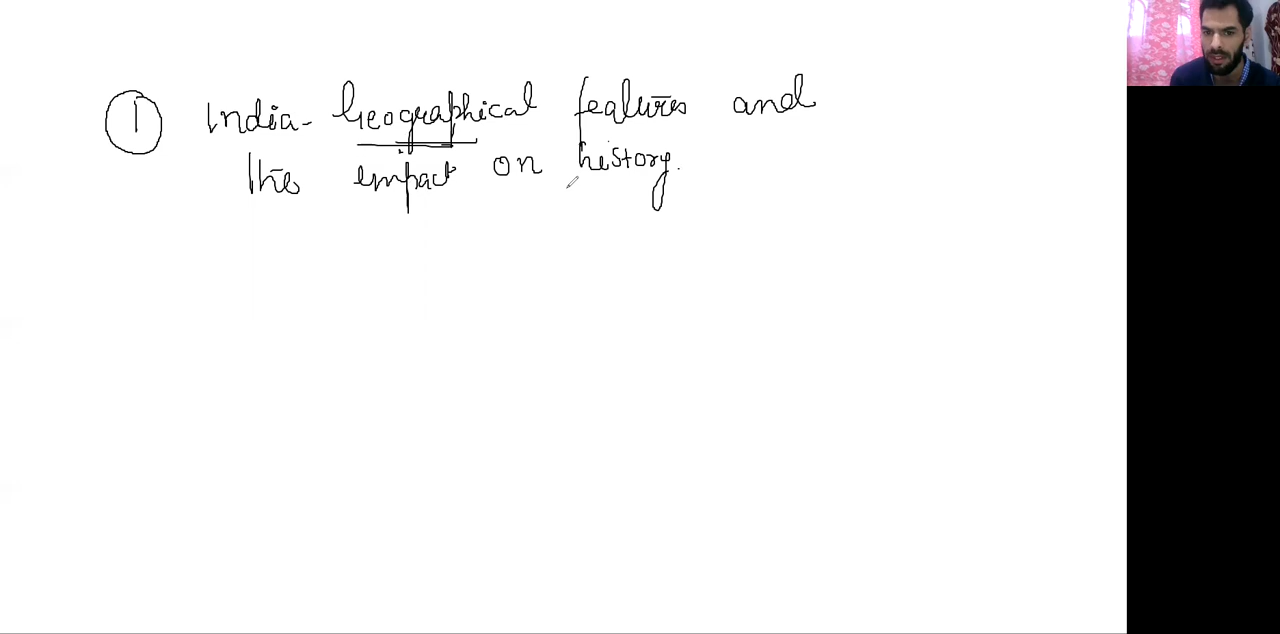 ① India- Geographical features and
the impact on history.